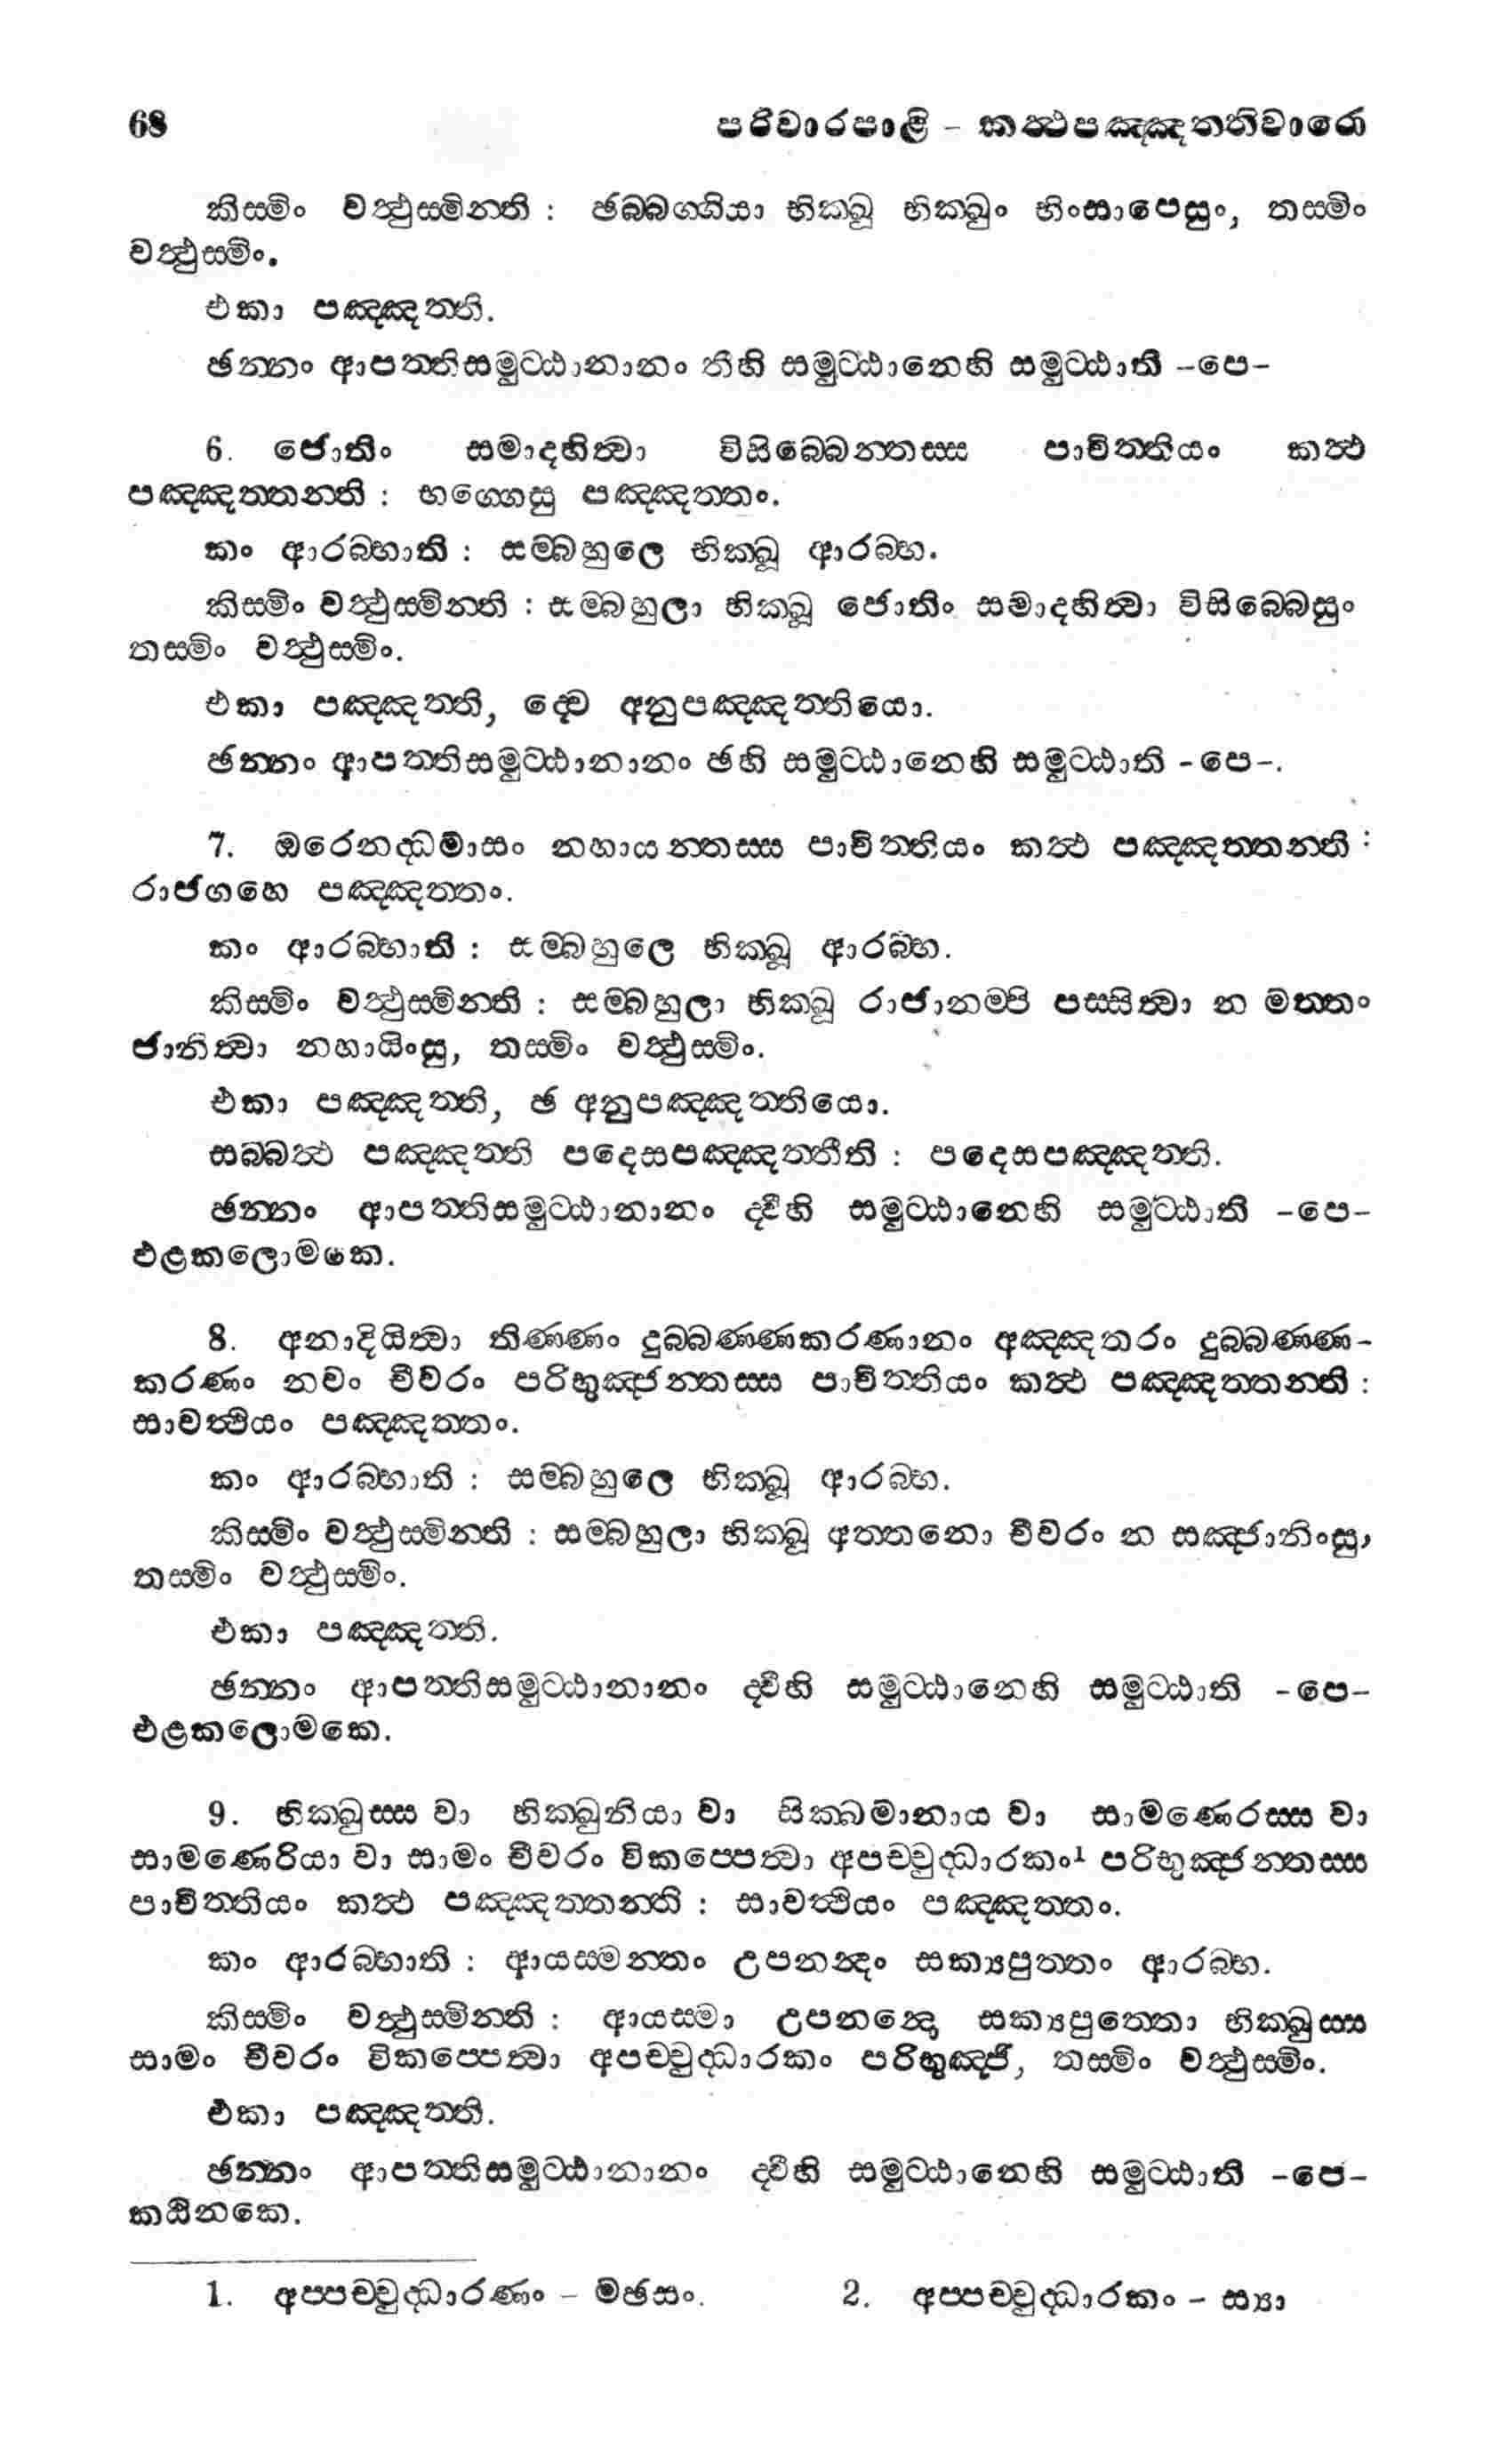 68 පරිවාරපාළි – කත්‍ථපඤ්ඤත්තිවාරො
කිස්මිං වත්‍ථුස්මින්ති : ඡබ්බග්ගියා භික්ඛූ භික්ඛුං භිංසාපෙසුං, තස්මිං
වත්‍ථුස්මිං.
එකා පඤ්ඤත්ති.
ඡන්නං ආපත්තිසමුට්ඨානානං තීහි සමුට්ඨානෙහි සමුට්ඨාති –පෙ–
6. ජොතිං සමාදහිත්‍වා විසිබ්බෙන්තස්ස පාචිත්තියං කත්‍ථ
පඤ්ඤත්තන්ති : භග්ගෙසු පඤ්ඤත්තං.
කං ආරබ්භාති : සම්බහුලෙ භික්ඛූ ආරබ්භ.
කිස්මිං වත්‍ථුස්මින්ති : සම්බහුලා භික්ඛූ ජොතිං සමාදහිත්‍වා විසිබ්බෙසුං
තස්මිං වත්‍ථුස්මිං.
එකා පඤ්ඤත්ති, ද්‍වෙ අනුපඤ්ඤත්තියො.
ඡන්නං ආපත්තිසමුට්ඨානානං ඡහි සමුට්ඨානෙහි සමුට්ඨාති –පෙ–.
7. ඔරෙනද්ධමාසං නහායන්තස්ස පාචිත්තියං කත්‍ථ පඤ්ඤත්තන්ති :
රාජගහෙ පඤ්ඤත්තං.
කං ආරබ්භාති : සම්බහුලෙ භික්ඛූ ආරබ්භ.
කිස්මිං වත්‍ථුස්මින්ති : සම්බහුලා භික්ඛූ රාජානම්පි පස්සිත්‍වා න මත්තං
ජානිත්‍වා නහායිංසු, තස්මිං වත්‍ථුස්මිං.
එකා පඤ්ඤත්ති, ඡ අනුපඤ්ඤත්තියො.
සබ්බත්‍ථ පඤ්ඤත්ති පදෙසපඤ්ඤත්තීති : පදෙසපඤ්ඤත්ති.
ඡන්නං ආපත්තිසමුට්ඨානානං ද්‍වීහි සමුට්ඨානෙහි සමුට්ඨාති –පෙ–
එළකලොමකෙ.
8. අනාදියිත්‍වා තිණ්ණං දුබ්බණ්ණකරණානං අඤ්ඤතරං දුබ්බණ්ණ-
කරණං නවං චීවරං පරිභුඤ්ජන්තස්ස පාචිත්තියං කත්‍ථ පඤ්ඤත්තන්ති :
සාවත්‍ථියං පඤ්ඤත්තං.
කං ආරබ්භාති : සම්බහුලෙ භික්ඛූ ආරබ්භ.
කිස්මිං වත්‍ථුස්මින්ති : සම්බහුලා භික්ඛූ අත්තනො චීවරං න සඤ්ජානිංසු,
තස්මිං වත්‍ථුස්මිං.
එකා පඤ්ඤත්ති.
ඡන්නං ආපත්තිසමුට්ඨානානං ද්‍වීහි සමුට්ඨානෙහි සමුට්ඨාති –පෙ–
එළකලොමකෙ.
9. භික්ඛුස්ස වා භික්ඛුනියා වා සික්ඛමානාය වා සාමණෙරස්ස වා
සාමණෙරියා වා සාමං චීවරං විකප්පෙත්‍වා අපච්චුද්ධාරකං¹ පරිභුඤ්ජන්තස්ස
පාචිත්තියං කත්‍ථ පඤ්ඤත්තන්ති : සාවත්‍ථියං පඤ්ඤත්තං.
කං ආරබ්භාති : ආයස්මන්තං උපනන්දං සක්‍යපුත්තං ආරබ්භ.
කිස්මිං වත්‍ථුස්මින්ති : ආයස්මා උපනන්දො සක්‍යපුත්තො භික්ඛුස්ස
සාමං චීවරං විකප්පෙත්‍වා අපච්චුද්ධාරකං පරිභුඤ්ජි, තස්මිං වත්‍ථුස්මිං.
එකා පඤ්ඤත්ති.
ඡන්නං ආපත්තිසමුට්ඨානානං ද්‍වීහි සමුට්ඨානෙහි සමුට්ඨාති –පෙ–
කඨිනකෙ.
1. අප්පච්චුද්ධාරණං – මඡසං. 2. අප්පච්චුද්ධාරකං – ස්‍යා